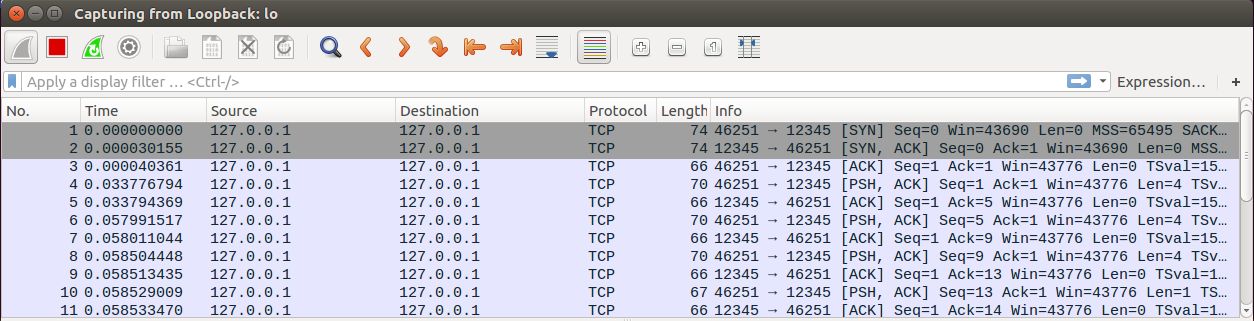 Capturing from Loopback: lo
Apply a display filter … <Ctrl-/> Expression… +
No. Time Source Destination Protocol Length Info
1 0.000000000 127.0.0.1 127.0.0.1 TCP 74 46251 → 12345 [SYN] Seq=0 Win=43690 Len=0 MSS=65495 SACK…
2 0.000030155 127.0.0.1 127.0.0.1 TCP 74 12345 → 46251 [SYN, ACK] Seq=0 Ack=1 Win=43690 Len=0 MSS…
3 0.000040361 127.0.0.1 127.0.0.1 TCP 66 46251 → 12345 [ACK] Seq=1 Ack=1 Win=43776 Len=0 TSval=15…
4 0.033776794 127.0.0.1 127.0.0.1 TCP 70 46251 → 12345 [PSH, ACK] Seq=1 Ack=1 Win=43776 Len=4 TSv…
5 0.033794369 127.0.0.1 127.0.0.1 TCP 66 12345 → 46251 [ACK] Seq=1 Ack=5 Win=43776 Len=0 TSval=15…
6 0.057991517 127.0.0.1 127.0.0.1 TCP 70 46251 → 12345 [PSH, ACK] Seq=5 Ack=1 Win=43776 Len=4 TSv…
7 0.058011044 127.0.0.1 127.0.0.1 TCP 66 12345 → 46251 [ACK] Seq=1 Ack=9 Win=43776 Len=0 TSval=15…
8 0.058504448 127.0.0.1 127.0.0.1 TCP 70 46251 → 12345 [PSH, ACK] Seq=9 Ack=1 Win=43776 Len=4 TSv…
9 0.058513435 127.0.0.1 127.0.0.1 TCP 66 12345 → 46251 [ACK] Seq=1 Ack=13 Win=43776 Len=0 TSval=1…
10 0.058529009 127.0.0.1 127.0.0.1 TCP 67 46251 → 12345 [PSH, ACK] Seq=13 Ack=1 Win=43776 Len=1 TS…
11 0.058533470 127.0.0.1 127.0.0.1 TCP 66 12345 → 46251 [ACK] Seq=1 Ack=14 Win=43776 Len=0 TSval=1…